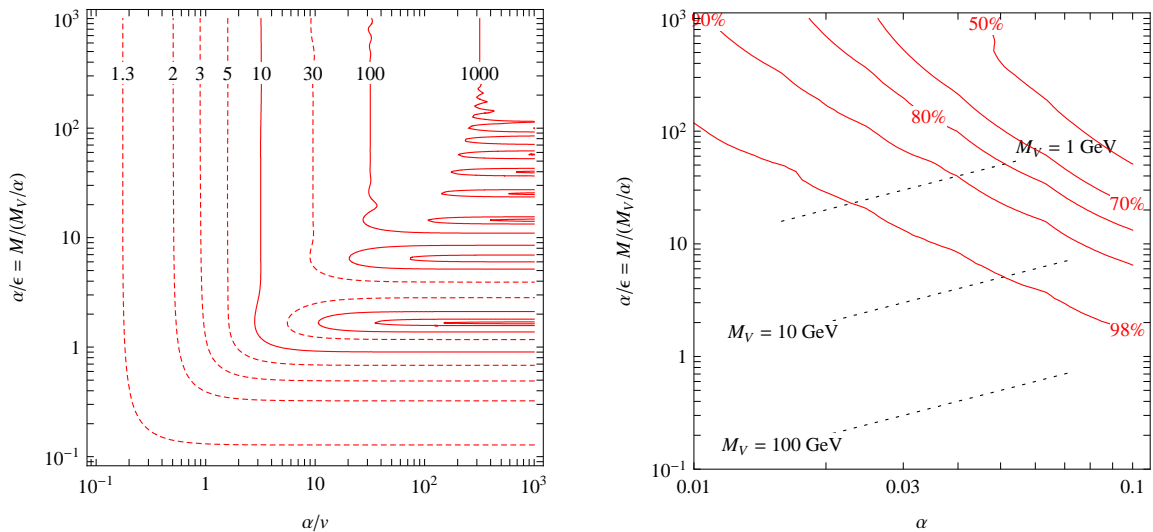 10³
10²
10
1
10⁻¹
α/ϵ = M/(M_V/α)
1.3 2 3 5 10 30 100 1000
10⁻¹ 1 10 10² 10³
α/v
10³
10²
10
1
10⁻¹
α/ϵ = M/(M_V/α)
90% 50%
80%
M_V = 1 GeV
70%
M_V = 10 GeV
98%
M_V = 100 GeV
0.01 0.03 0.1
α